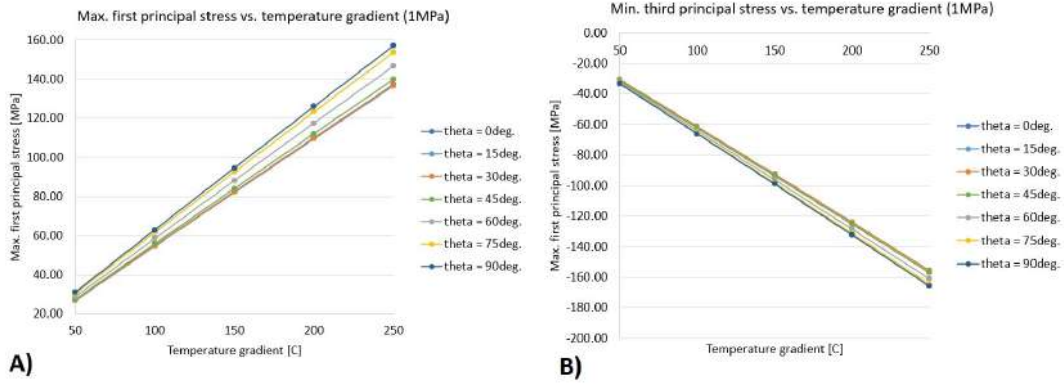 Max. first principal stress vs. temperature gradient (1MPa)
160.00
140.00
120.00
100.00
80.00
60.00
40.00
20.00
50
100
150
200
250
Max. first principal stress [MPa]
Temperature gradient [C]
theta = 0deg.
theta = 15deg.
theta = 30deg.
theta = 45deg.
theta = 60deg.
theta = 75deg.
theta = 90deg.
A)
Min. third principal stress vs. temperature gradient (1MPa)
0.00
-20.00
-40.00
-60.00
-80.00
-100.00
-120.00
-140.00
-160.00
-180.00
-200.00
50
100
150
200
250
Max. first principal stress [MPa]
Temperature gradient [C]
theta = 0deg.
theta = 15deg.
theta = 30deg.
theta = 45deg.
theta = 60deg.
theta = 75deg.
theta = 90deg.
B)